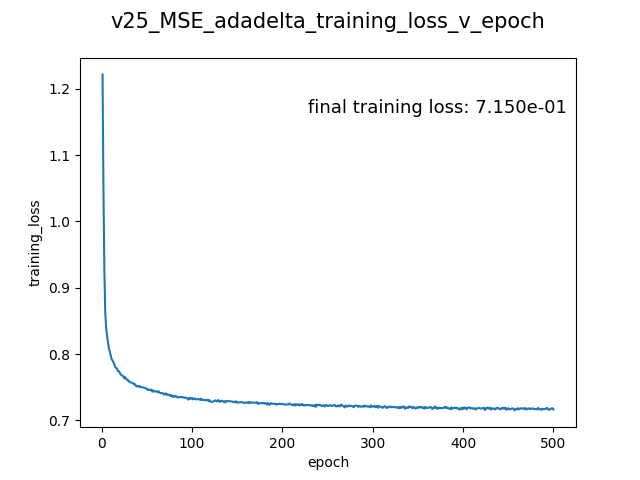 v25_MSE_adadelta_training_loss_v_epoch
final training loss: 7.150e-01
training_loss
1.2
1.1
1.0
0.9
0.8
0.7
0 100 200 300 400 500
epoch